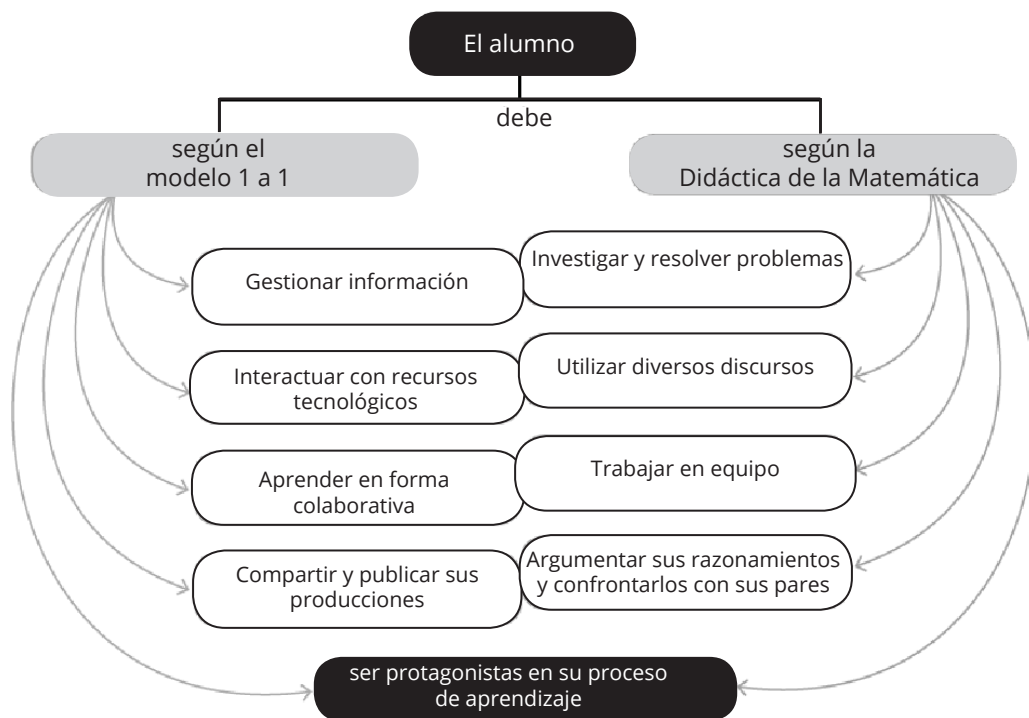 El alumno
debe
según el
modelo 1 a 1
según la
Didáctica de la Matemática
Gestionar información
Investigar y resolver problemas
Interactuar con recursos
tecnológicos
Utilizar diversos discursos
Aprender en forma
colaborativa
Trabajar en equipo
Compartir y publicar sus
producciones
Argumentar sus razonamientos
y confrontarlos con sus pares
ser protagonistas en su proceso
de aprendizaje